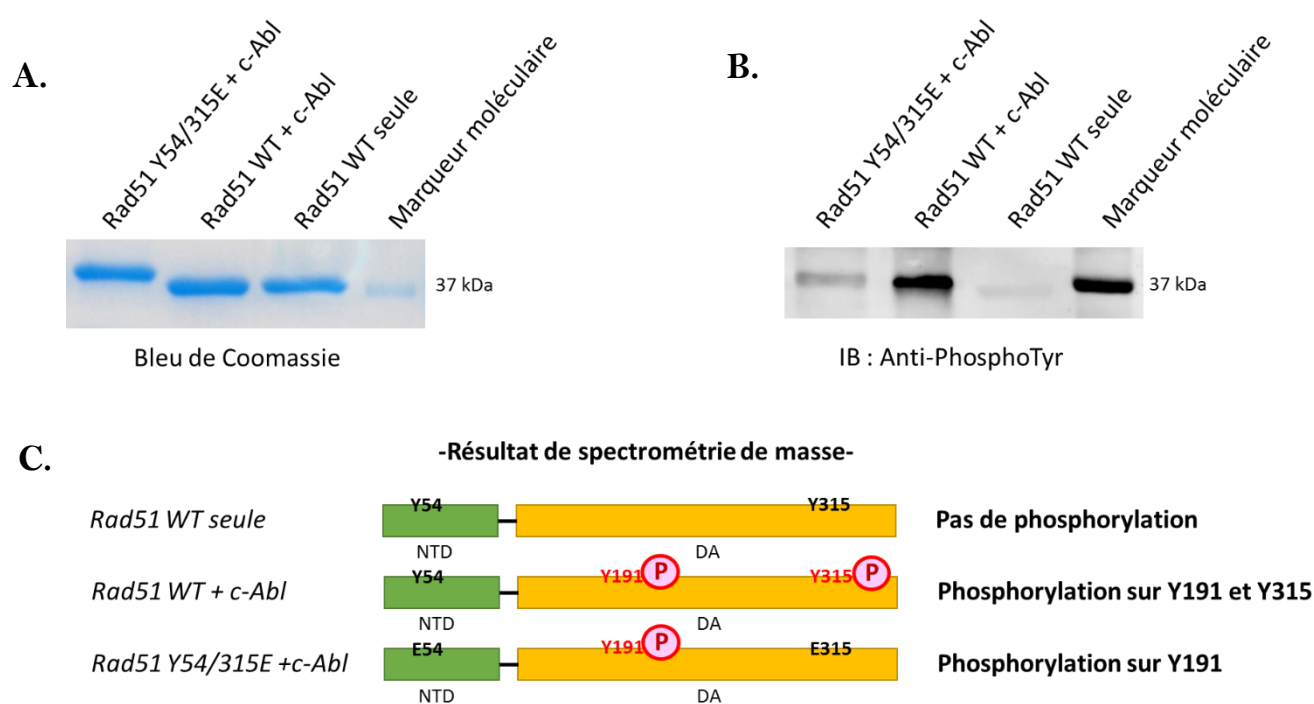 A.
Rad51 Y54/315E + c-Abl
Rad51 WT + c-Abl
Rad51 WT seule
Marqueur moléculaire
37 kDa
Bleu de Coomassie
B.
Rad51 Y54/315E + c-Abl
Rad51 WT + c-Abl
Rad51 WT seule
Marqueur moléculaire
37 kDa
IB : Anti-PhosphoTyr
C.
-Résultat de spectrométrie de masse-
Rad51 WT seule
Y54
Y315
Pas de phosphorylation
NTD
DA
Rad51 WT + c-Abl
Y54
Y191
P
Y315
P
Phosphorylation sur Y191 et Y315
NTD
DA
Rad51 Y54/315E +c-Abl
E54
Y191
P
E315
Phosphorylation sur Y191
NTD
DA